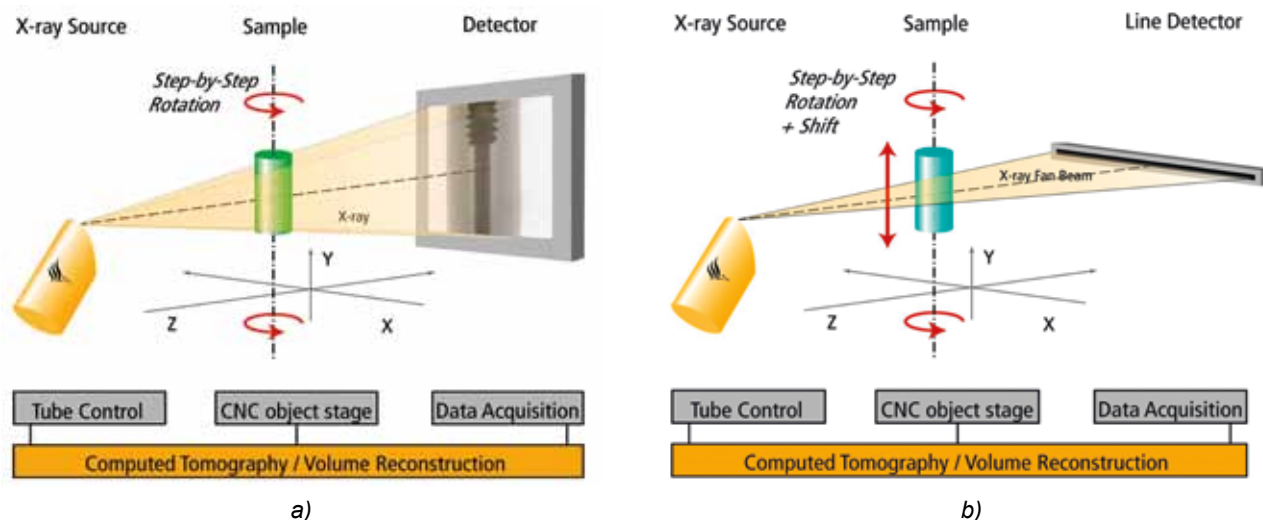 X-ray Source
Sample
Detector
Step-by-Step
Rotation
X-ray
Y
Z
X
Tube Control
CNC object stage
Data Acquisition
Computed Tomography / Volume Reconstruction
a)
X-ray Source
Sample
Line Detector
Step-by-Step
Rotation
+ Shift
X-ray Fan Beam
Y
Z
X
Tube Control
CNC object stage
Data Acquisition
Computed Tomography / Volume Reconstruction
b)